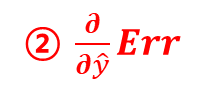 ② ∂/∂ŷ Err